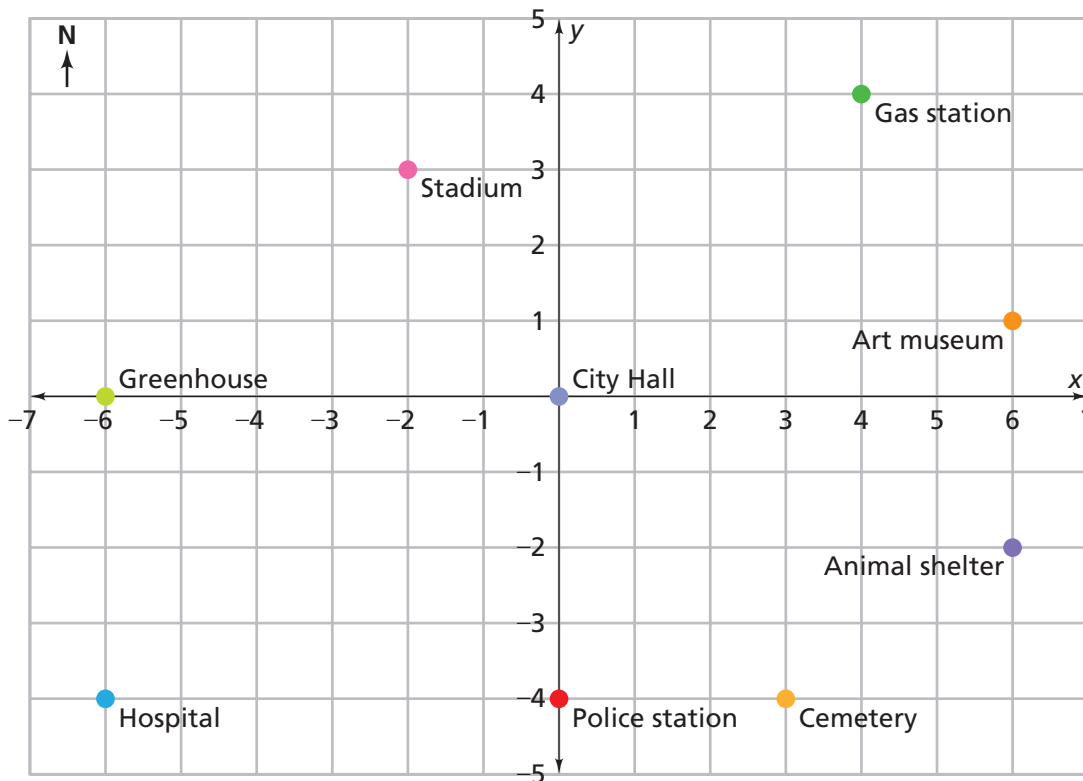 5
y
N
4
Gas station
3
Stadium
2
1
Art museum
Greenhouse
City Hall
x
−7 −6 −5 −4 −3 −2 −1 1 2 3 4 5 6
−1
−2
Animal shelter
−3
−4
Hospital
Police station
Cemetery
−5